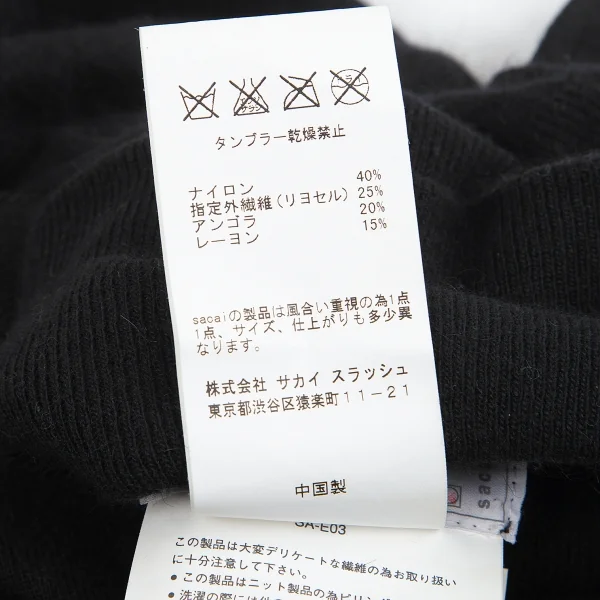 タンブラー乾燥禁止
ナイロン 40%
指定外繊維(リヨセル) 25%
アンゴラ 20%
レーヨン 15%
sacaiの製品は風合い重視の為1点
1点、サイズ、仕上がりも多少異
なります。
株式会社 サカイ スラッシュ
東京都渋谷区猿楽町11-21
中国製
sacai
GA-E03
この製品は大変デリケートな繊維の為お取り扱い
に十分注意して下さい。
• この製品はニット製品の為ピリン